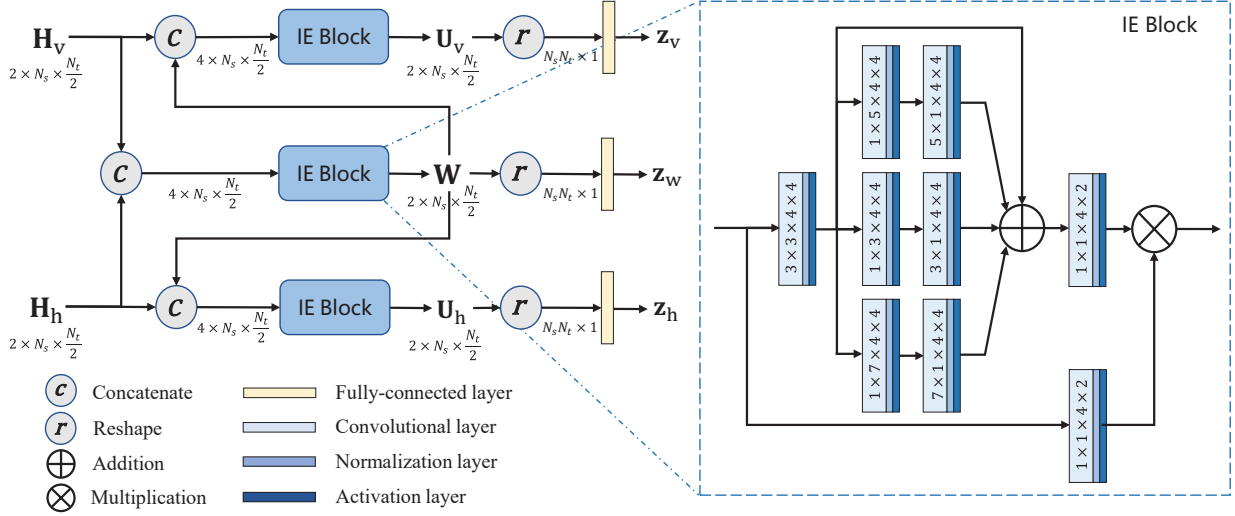 H_v
2 × N_s × N_t/2
c
4 × N_s × N_t/2
IE Block
U_v
2 × N_s × N_t/2
r
N_sN_t × 1
z_v
c
4 × N_s × N_t/2
IE Block
W
2 × N_s × N_t/2
r
N_sN_t × 1
z_w
H_h
2 × N_s × N_t/2
c
4 × N_s × N_t/2
IE Block
U_h
2 × N_s × N_t/2
r
N_sN_t × 1
z_h
c Concatenate
r Reshape
Addition
Multiplication
Fully-connected layer
Convolutional layer
Normalization layer
Activation layer
IE Block
3 × 3 × 4 × 4
1 × 5 × 4 × 4
5 × 1 × 4 × 4
1 × 3 × 4 × 4
3 × 1 × 4 × 4
1 × 7 × 4 × 4
7 × 1 × 4 × 4
1 × 1 × 4 × 2
1 × 1 × 4 × 2